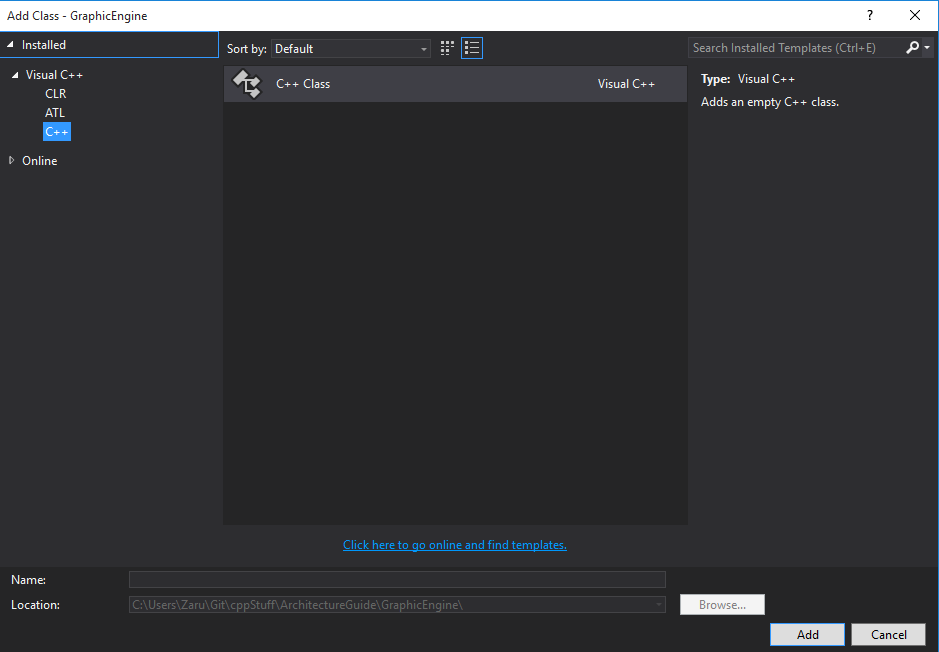 Add Class - GraphicEngine
?
Installed
Sort by: Default
Search Installed Templates (Ctrl+E)
Visual C++
CLR
ATL
C++
Online
C++ Class Visual C++
Type: Visual C++
Adds an empty C++ class.
Click here to go online and find templates.
Name:
Location: C:\Users\Zaru\Git\cppStuff\ArchitectureGuide\GraphicEngine\
Browse...
Add Cancel